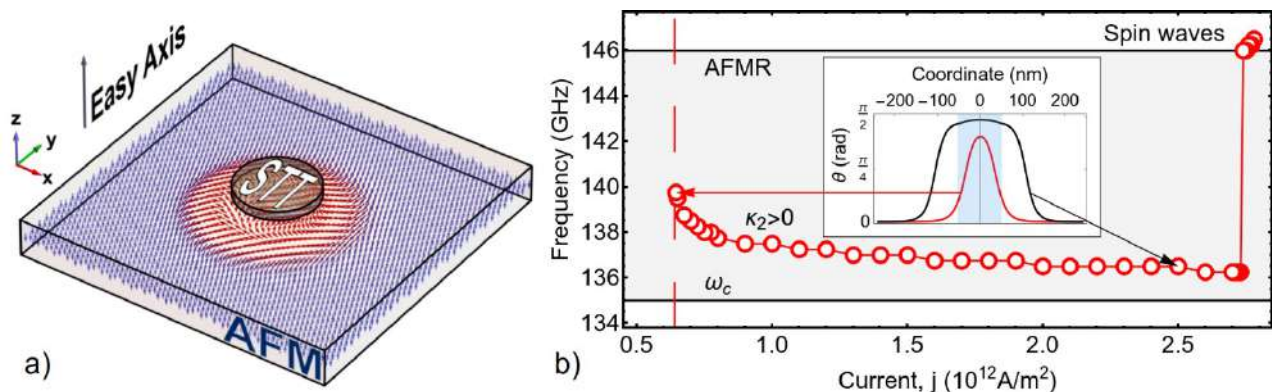 Easy Axis
z
y
x
STT
AFM
a)
b)
Frequency (GHz)
146
144
142
140
138
136
134
Spin waves
AFMR
Coordinate (nm)
−200 −100 0 100 200
θ (rad)
π/2
π/4
0
κ₂>0
ω_c
0.5 1.0 1.5 2.0 2.5
Current, j (10¹²A/m²)